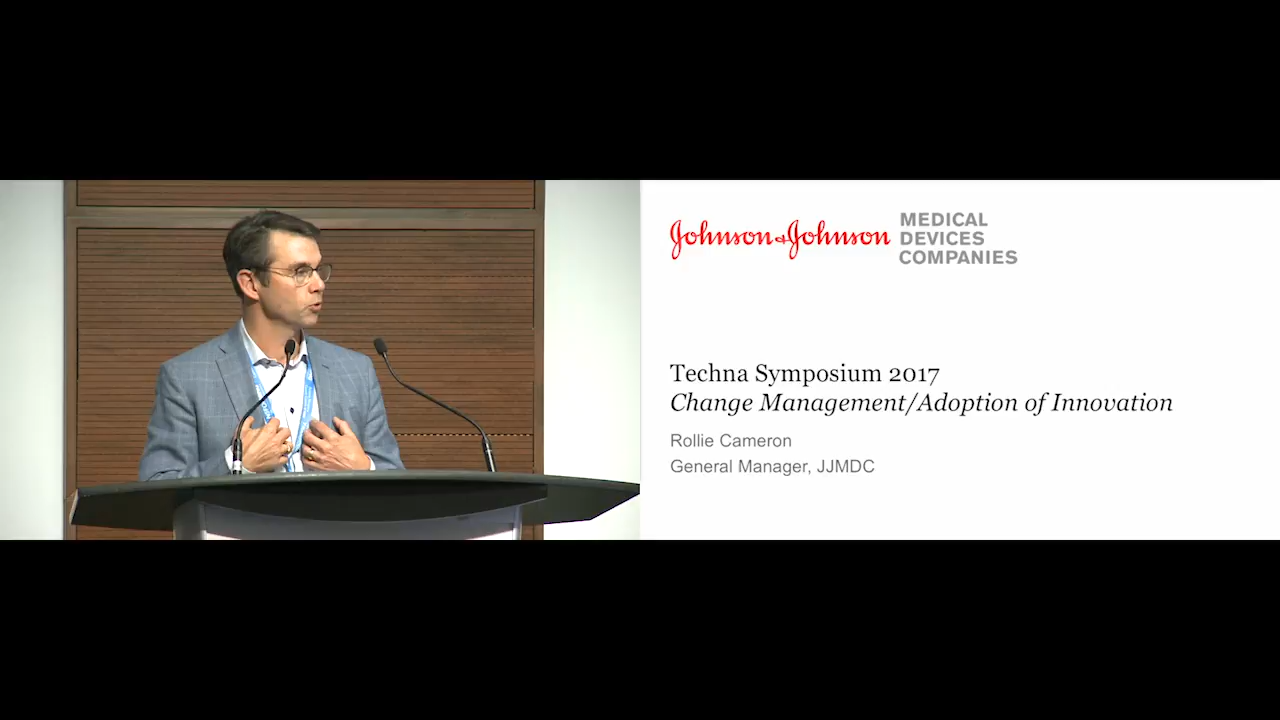 Johnson & Johnson
MEDICAL
DEVICES
COMPANIES
Techna Symposium 2017
Change Management/Adoption of Innovation
Rollie Cameron
General Manager, JJMDC